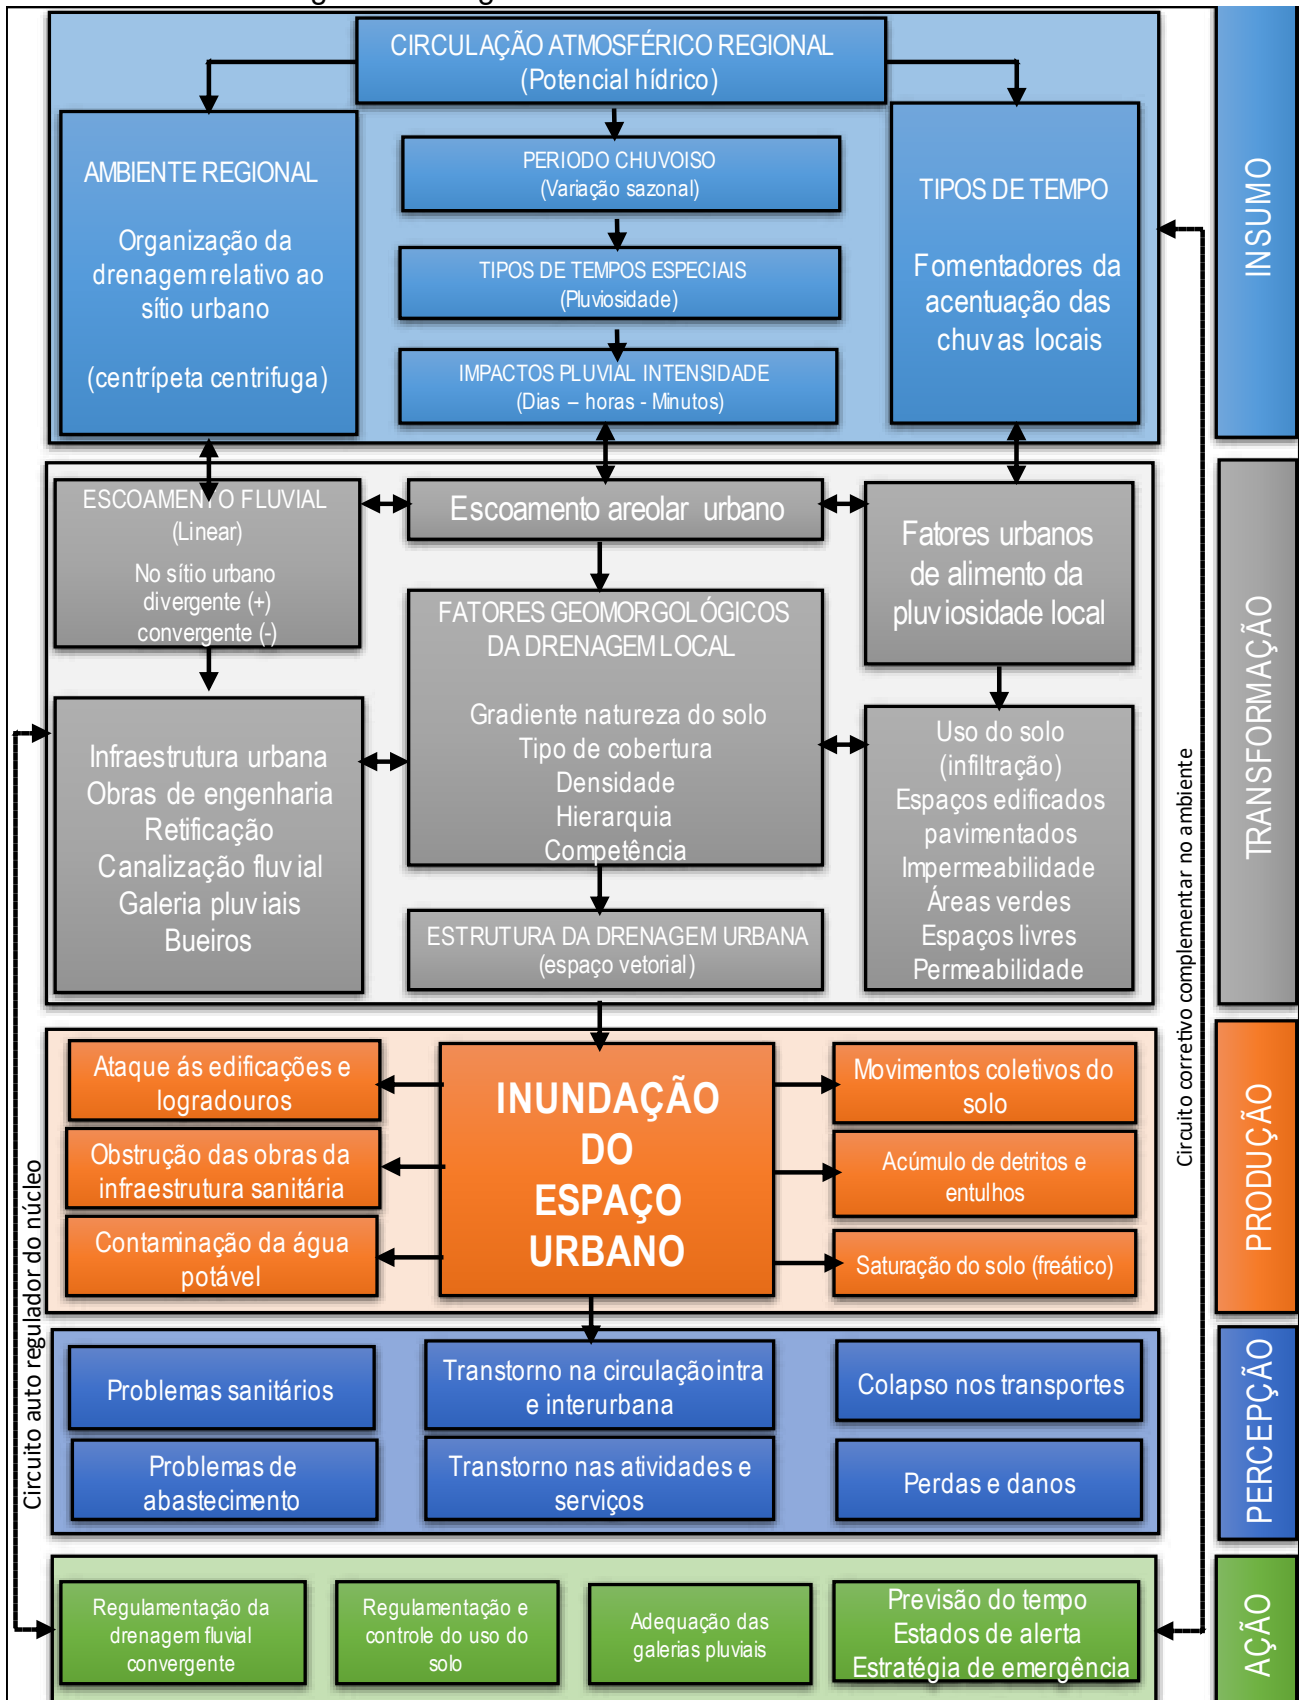 CIRCULAÇÃO ATMOSFÉRICO REGIONAL
(Potencial hídrico)
AMBIENTE REGIONAL
Organização da
drenagem relativo ao
sítio urbano
(centrípeta centrifuga)
PERIODO CHUVOISO
(Variação sazonal)
TIPOS DE TEMPOS ESPECIAIS
(Pluviosidade)
IMPACTOS PLUVIAL INTENSIDADE
(Dias – horas - Minutos)
TIPOS DE TEMPO
Fomentadores da
acentuação das
chuvas locais
INSUMO
ESCOAMENTO FLUVIAL
(Linear)
No sítio urbano
divergente (+)
convergente (-)
Escoamento areolar urbano
Fatores urbanos
de alimento da
pluviosidade local
FATORES GEOMORGOLÓGICOS
DA DRENAGEM LOCAL
Gradiente natureza do solo
Tipo de cobertura
Densidade
Hierarquia
Competência
Infraestrutura urbana
Obras de engenharia
Retificação
Canalização fluvial
Galeria pluviais
Bueiros
Uso do solo
(infiltração)
Espaços edificados
pavimentados
Impermeabilidade
Áreas verdes
Espaços livres
Permeabilidade
ESTRUTURA DA DRENAGEM URBANA
(espaço vetorial)
TRANSFORMAÇÃO
INUNDAÇÃO
DO
ESPAÇO
URBANO
Ataque ás edificações e
logradouros
Obstrução das obras da
infraestrutura sanitária
Contaminação da água
potável
Movimentos coletivos do
solo
Acúmulo de detritos e
entulhos
Saturação do solo (freático)
PRODUÇÃO
Problemas sanitários
Transtorno na circulação intra
e interurbana
Colapso nos transportes
Problemas de
abastecimento
Transtorno nas atividades e
serviços
Perdas e danos
PERCEPÇÃO
Regulamentação da
drenagem fluvial
convergente
Regulamentação e
controle do uso do
solo
Adequação das
galerias pluviais
Previsão do tempo
Estados de alerta
Estratégia de emergência
AÇÃO
Circuito auto regulador do núcleo
Circuito corretivo complementar no ambiente